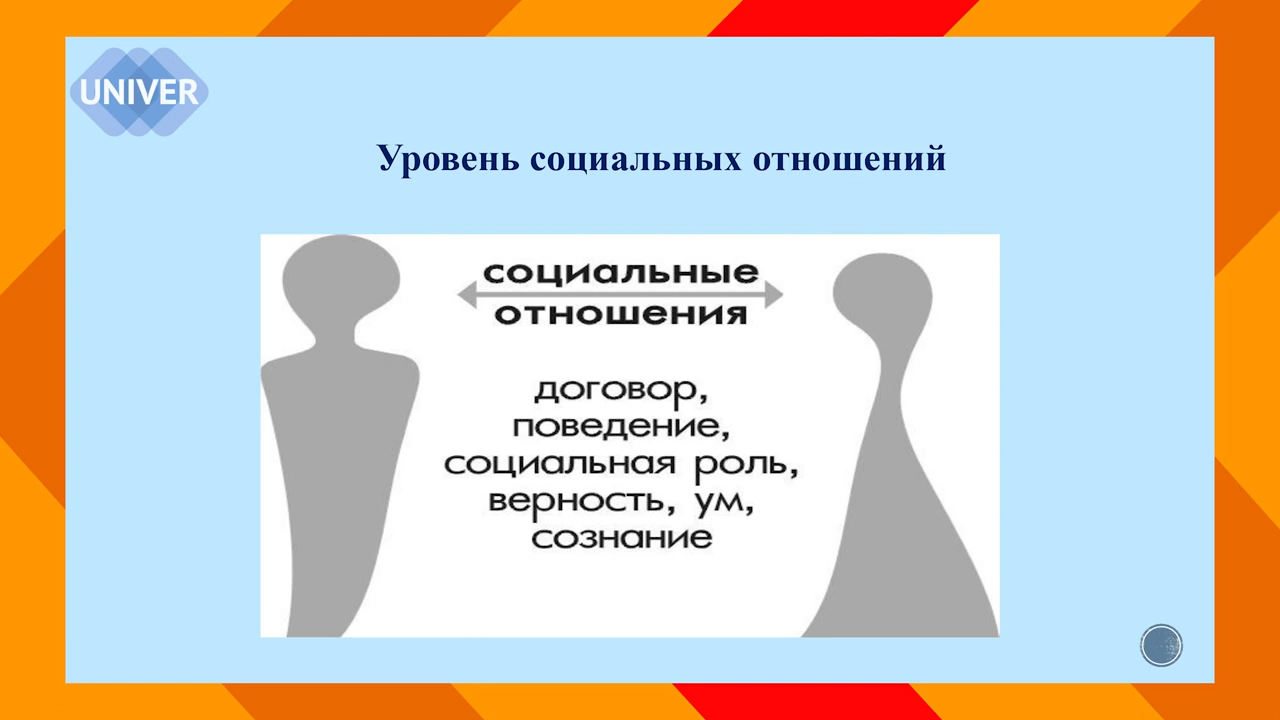 UNIVER
Уровень социальных отношений
социальные
отношения
договор,
поведение,
социальная роль,
верность, ум,
сознание